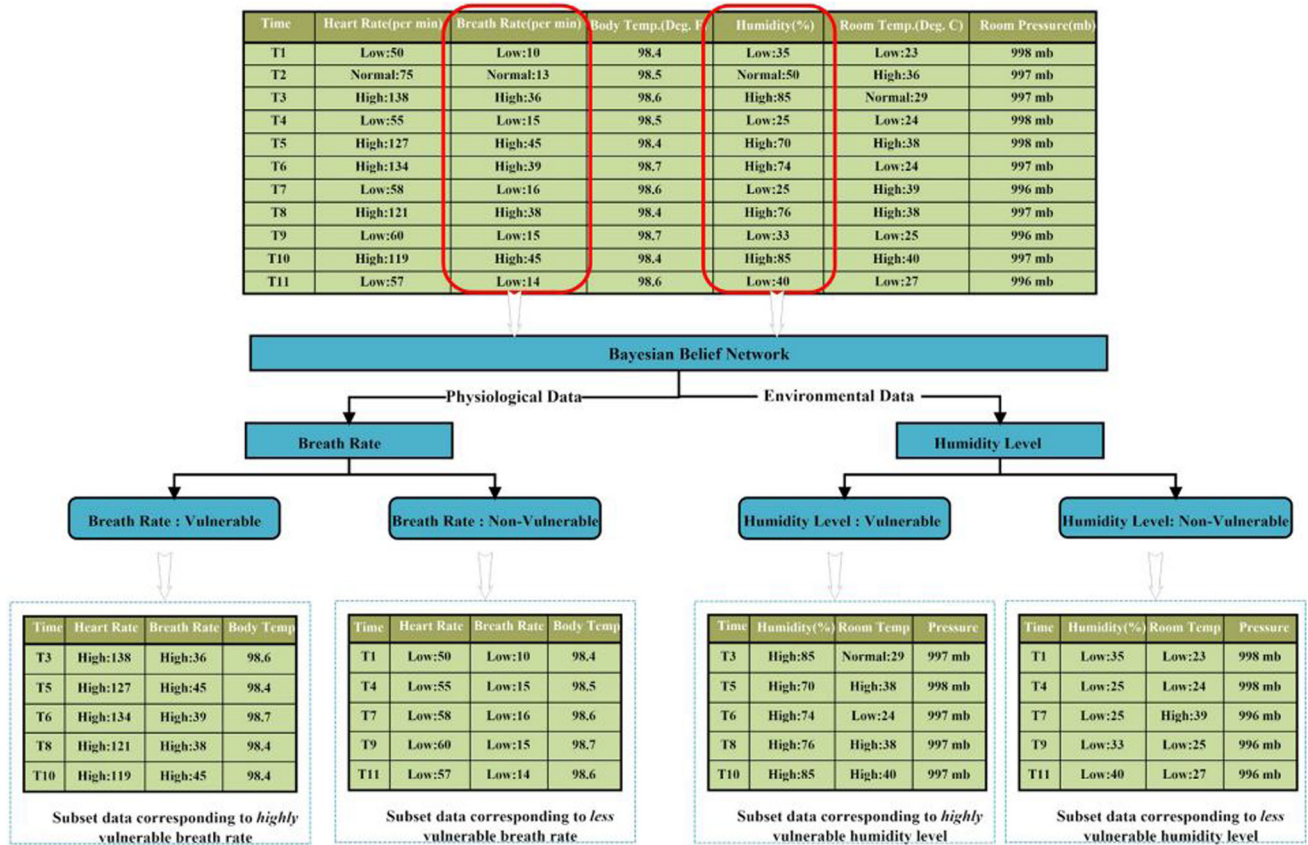 Time Heart Rate(per min) Breath Rate(per min) Body Temp.(Deg. F Humidity(%) Room Temp.(Deg. C) Room Pressure(mb)
T1 Low:50 Low:10 98.4 Low:35 Low:23 998 mb
T2 Normal:75 Normal:13 98.5 Normal:50 High:36 997 mb
T3 High:138 High:36 98.6 High:85 Normal:29 997 mb
T4 Low:55 Low:15 98.5 Low:25 Low:24 998 mb
T5 High:127 High:45 98.4 High:70 High:38 998 mb
T6 High:134 High:39 98.7 High:74 Low:24 997 mb
T7 Low:58 Low:16 98.6 Low:25 High:39 996 mb
T8 High:121 High:38 98.4 High:76 High:38 997 mb
T9 Low:60 Low:15 98.7 Low:33 Low:25 996 mb
T10 High:119 High:45 98.4 High:85 High:40 997 mb
T11 Low:57 Low:14 98.6 Low:40 Low:27 996 mb
Bayesian Belief Network
Physiological Data Environmental Data
Breath Rate Humidity Level
Breath Rate : Vulnerable Breath Rate : Non-Vulnerable Humidity Level : Vulnerable Humidity Level: Non-Vulnerable
Time Heart Rate Breath Rate Body Temp
T3 High:138 High:36 98.6
T5 High:127 High:45 98.4
T6 High:134 High:39 98.7
T8 High:121 High:38 98.4
T10 High:119 High:45 98.4
Subset data corresponding to highly
vulnerable breath rate
Time Heart Rate Breath Rate Body Temp
T1 Low:50 Low:10 98.4
T4 Low:55 Low:15 98.5
T7 Low:58 Low:16 98.6
T9 Low:60 Low:15 98.7
T11 Low:57 Low:14 98.6
Subset data corresponding to less
vulnerable breath rate
Time Humidity(%) Room Temp Pressure
T3 High:85 Normal:29 997 mb
T5 High:70 High:38 998 mb
T6 High:74 Low:24 997 mb
T8 High:76 High:38 997 mb
T10 High:85 High:40 997 mb
Subset data corresponding to highly
vulnerable humidity level
Time Humidity(%) Room Temp Pressure
T1 Low:35 Low:23 998 mb
T4 Low:25 Low:24 998 mb
T7 Low:25 High:39 996 mb
T9 Low:33 Low:25 996 mb
T11 Low:40 Low:27 996 mb
Subset data corresponding to less
vulnerable humidity level